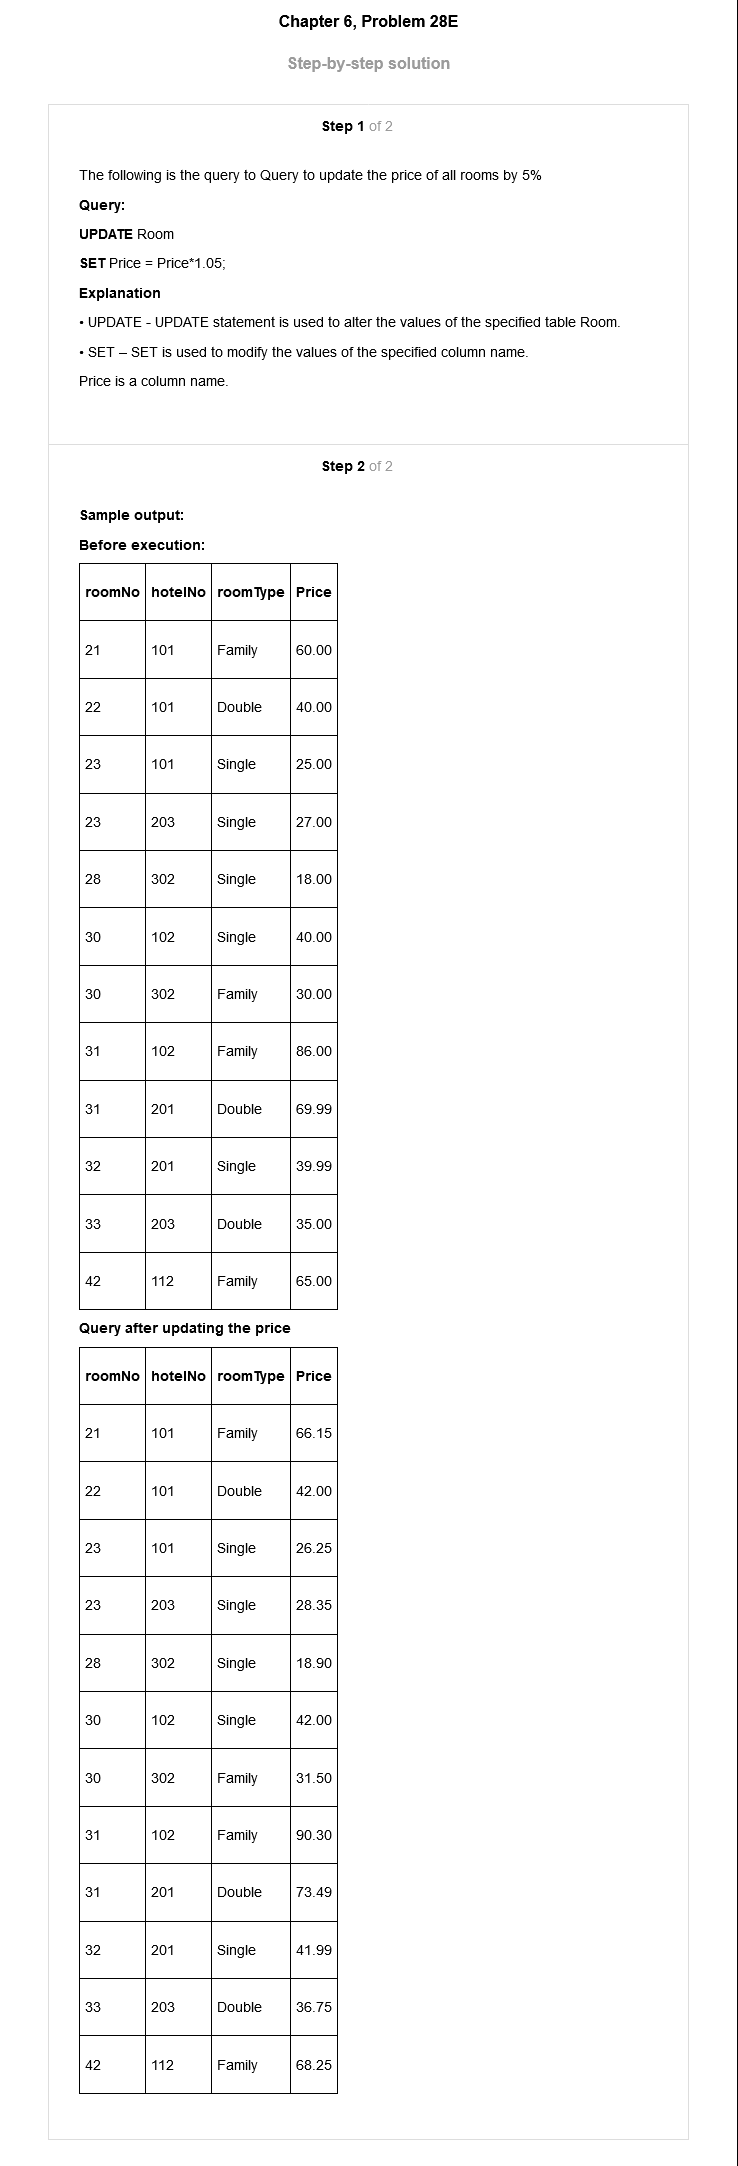 Chapter 6, Problem 28E
Step-by-step solution
Step 1 of 2
The following is the query to Query to update the price of all rooms by 5%
Query:
UPDATE Room
SET Price = Price*1.05;
Explanation
• UPDATE - UPDATE statement is used to alter the values of the specified table Room.
• SET – SET is used to modify the values of the specified column name.
Price is a column name.
Step 2 of 2
Sample output:
Before execution:
roomNo hotelNo roomType Price
21 101 Family 60.00
22 101 Double 40.00
23 101 Single 25.00
23 203 Single 27.00
28 302 Single 18.00
30 102 Single 40.00
30 302 Family 30.00
31 102 Family 86.00
31 201 Double 69.99
32 201 Single 39.99
33 203 Double 35.00
42 112 Family 65.00
Query after updating the price
roomNo hotelNo roomType Price
21 101 Family 66.15
22 101 Double 42.00
23 101 Single 26.25
23 203 Single 28.35
28 302 Single 18.90
30 102 Single 42.00
30 302 Family 31.50
31 102 Family 90.30
31 201 Double 73.49
32 201 Single 41.99
33 203 Double 36.75
42 112 Family 68.25